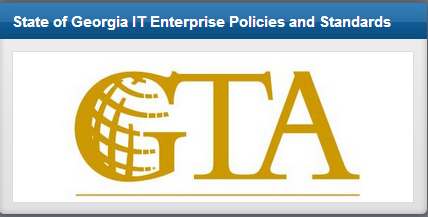 State of Georgia IT Enterprise Policies and Standards
GTA